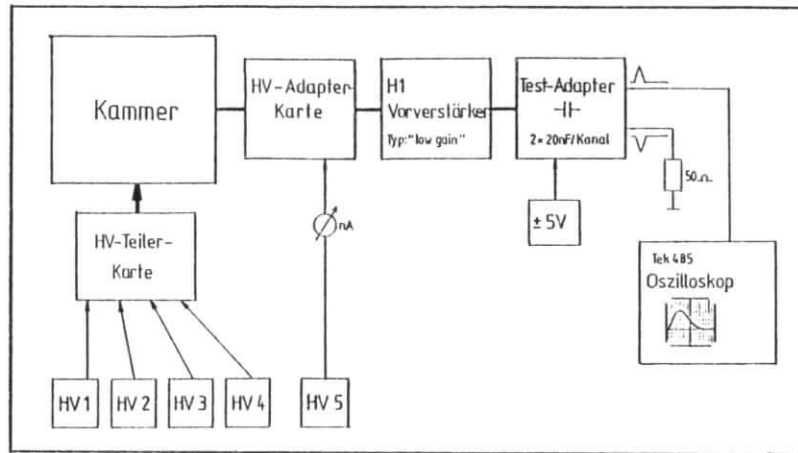 Kammer
HV-Adapter-
Karte
H1
Vorverstärker
Typ:"low gain"
Test-Adapter
2×20nF/Kanal
HV-Teiler-
Karte
nA
± 5V
50Ω
Tek 485
Oszilloskop
HV 1
HV 2
HV 3
HV 4
HV 5